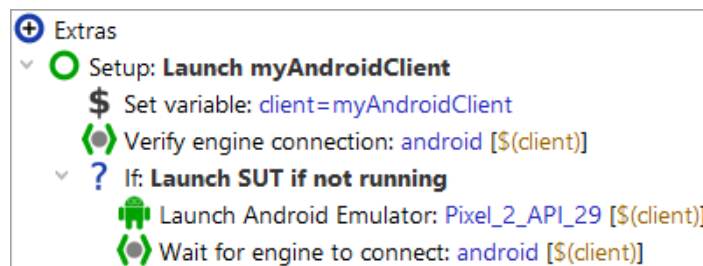 Extras
Setup: Launch myAndroidClient
$ Set variable: client=myAndroidClient
Verify engine connection: android [$(client)]
? If: Launch SUT if not running
Launch Android Emulator: Pixel_2_API_29 [$(client)]
Wait for engine to connect: android [$(client)]